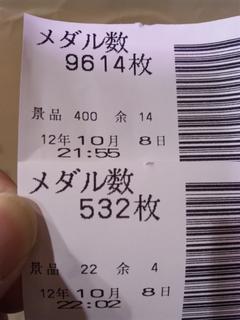 メダル数
9614枚
景品 400 余 14
12年10月 8日
21:55
メダル数
532枚
景品 22 余 4
12年10月 8日
22:02